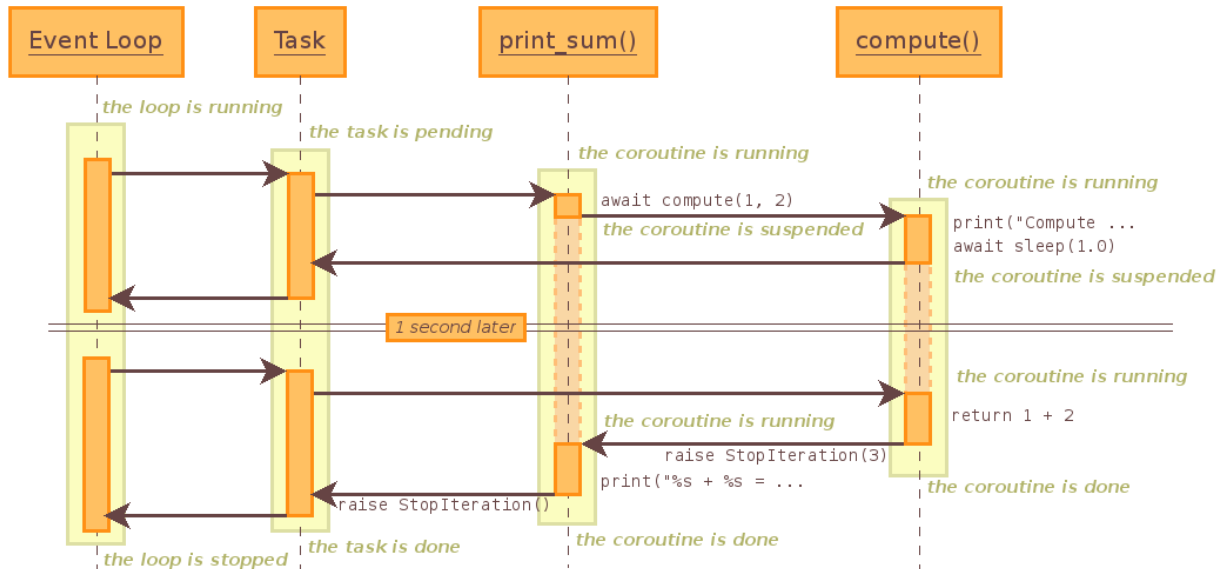 Event Loop
Task
print_sum()
compute()
the loop is running
the task is pending
the coroutine is running
the coroutine is running
await compute(1, 2)
print("Compute ...
the coroutine is suspended
await sleep(1.0)
the coroutine is suspended
1 second later
the coroutine is running
return 1 + 2
the coroutine is running
raise StopIteration(3)
print("%s + %s = ...
the coroutine is done
raise StopIteration()
the coroutine is done
the task is done
the loop is stopped